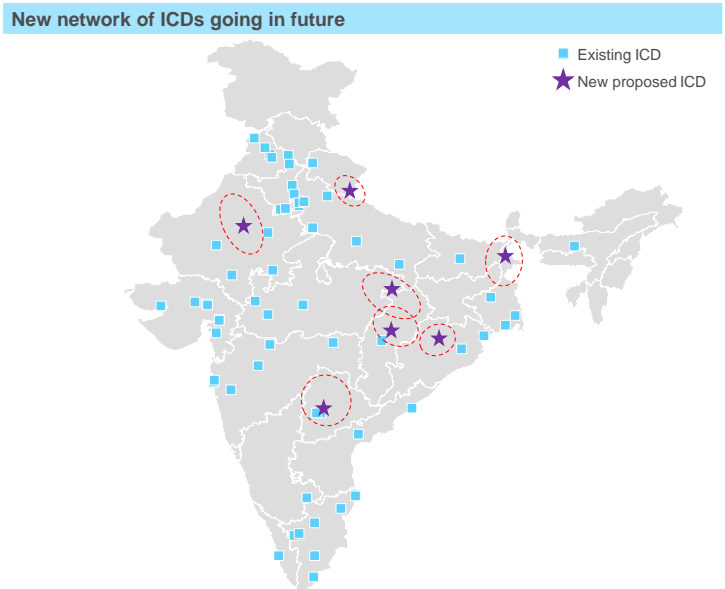 New network of ICDs going in future
Existing ICD
New proposed ICD